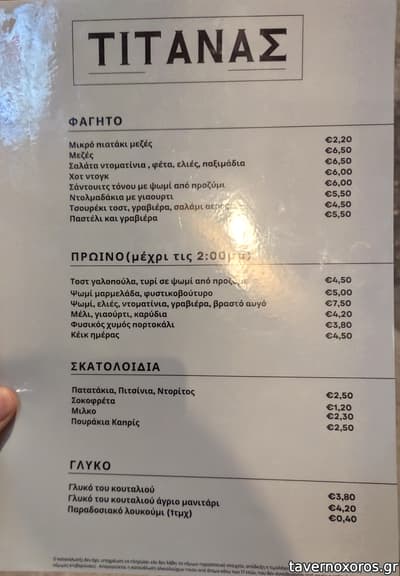 ΤΙΤΑΝΑΣ
ΦΑΓΗΤΟ
Μικρό πιατάκι μεζές €2,20
Μεζές €6,50
Σαλάτα ντοματίνια , φέτα, ελιές, παξιμάδια €6,50
Χοτ ντογκ €6,00
Σάντουιτς τόνου με ψωμί από προζύμι €6,00
Ντολμαδάκια με γιαουρτι €5,50
Τσουρέκι τοστ, γραβιέρα, σαλάμι €4,50
Παστέλι και γραβιέρα €5,50
ΠΡΩΙΝΟ(μέχρι τις 2:00μμ)
Τοστ γαλοπούλα, τυρί σε ψωμί από προζύμι €4,50
Ψωμί μαρμελάδα, φυστικοβούτυρο €5,00
Ψωμί, ελιές, ντοματίνια, γραβιέρα, βραστό αυγό €7,50
Μέλι, γιαούρτι, καρύδια €4,20
Φυσικός χυμός πορτοκάλι €3,80
Κέικ ημέρας €4,50
ΣΚΑΤΟΛΟΙΔΙΑ
Πατατάκια, Πιτσίνια, Ντορίτος €2,50
Σοκοφρέτα €1,20
Μιλκο €2,30
Πουράκια Καπρίς €2,50
ΓΛΥΚΟ
Γλυκό του κουταλιού €3,80
Γλυκό του κουταλιού άγριο μανιτάρι €4,20
Παραδοσιακό λουκούμι (1τμχ) €0,40
tavernoxoros.gr